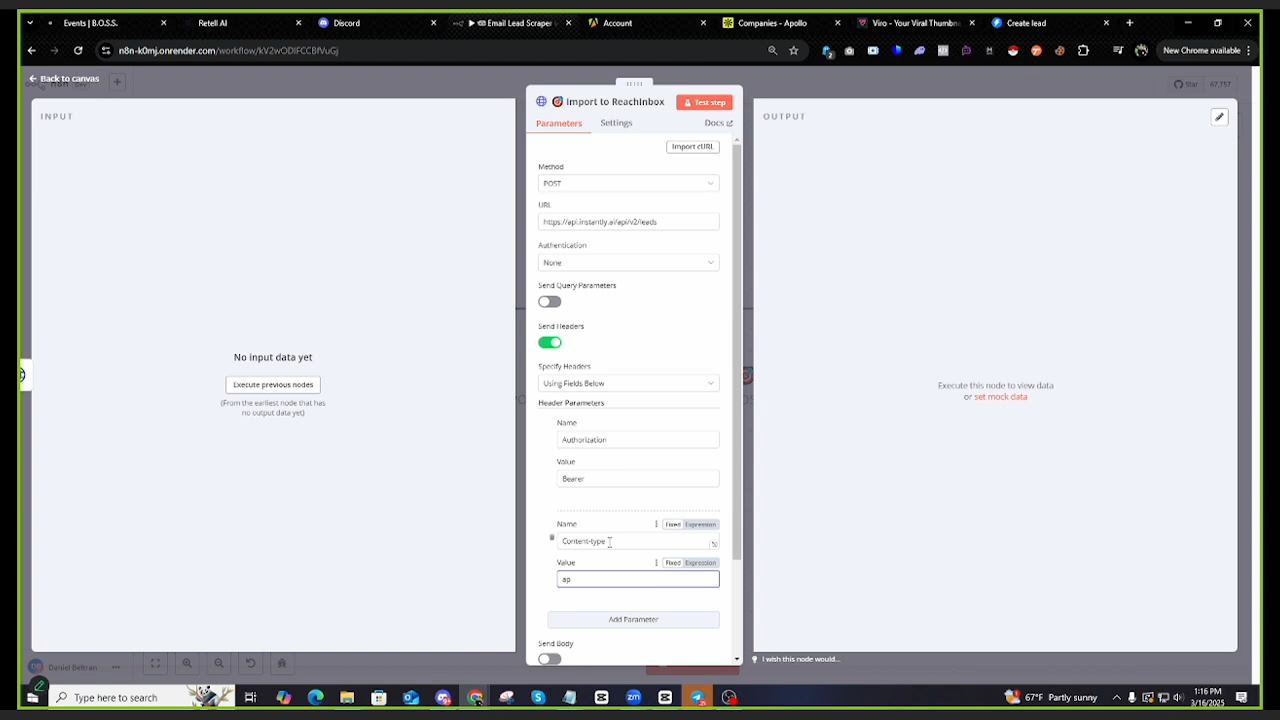 Events | B.O.S.S.
Retell AI
Discord
Email Lead Scraper
Account
Companies - Apollo
Viro - Your Viral Thumbn
Create lead
n8n-k0mj.onrender.com/workflow/kV2wODIFCCBfVuGj
New Chrome available
Back to canvas
Star
67,757
INPUT
Import to ReachInbox
Test step
OUTPUT
Parameters
Settings
Docs
Import cURL
Method
POST
URL
https://api.instantly.ai/api/v2/leads
Authentication
None
Send Query Parameters
Send Headers
Specify Headers
Using Fields Below
Header Parameters
Name
Authorization
Value
Bearer
Name
Fixed Expression
Content-type
Value
Fixed Expression
ap
Add Parameter
Send Body
No input data yet
Execute previous nodes
(From the earliest node that has
no output data yet)
Execute this node to view data
or set mock data
I wish this node would...
Daniel Beltran
Type here to search
67°F Partly sunny
1:16 PM
3/16/2025